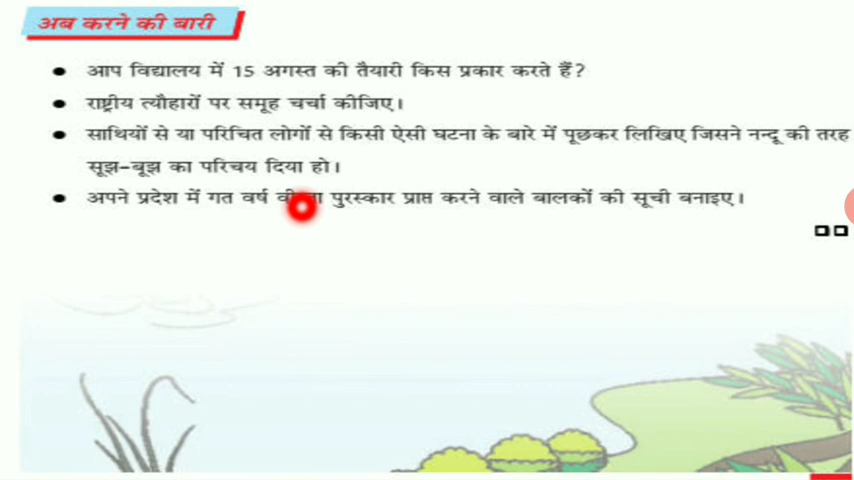 अब करने की बारी
● आप विद्यालय में 15 अगस्त की तैयारी किस प्रकार करते हैं?
● राष्ट्रीय त्यौहारों पर समूह चर्चा कीजिए।
● साथियों से या परिचित लोगों से किसी ऐसी घटना के बारे में पूछकर लिखिए जिसने नन्दू की तरह
सूझ-बूझ का परिचय दिया हो।
● अपने प्रदेश में गत वर्ष पुरस्कार प्राप्त करने वाले बालकों की सूची बनाइए।